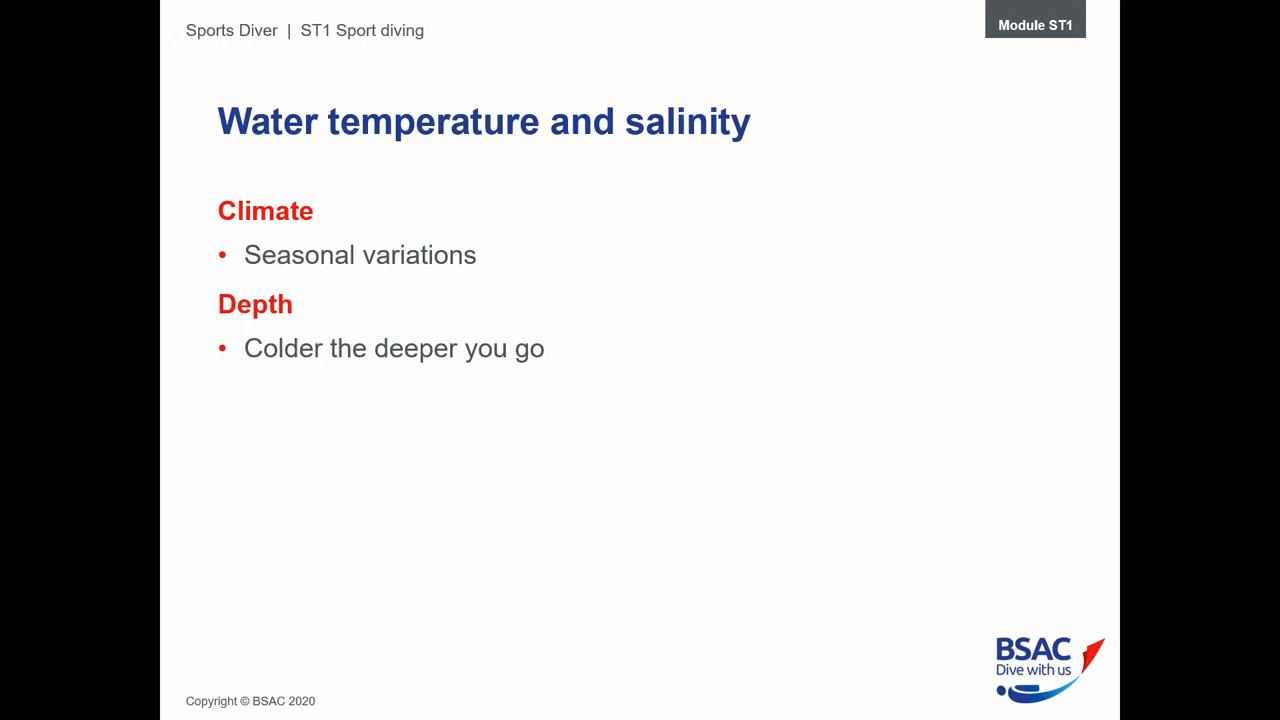 Sports Diver | ST1 Sport diving
Module ST1
Water temperature and salinity
Climate
• Seasonal variations
Depth
• Colder the deeper you go
BSAC
Dive with us
Copyright © BSAC 2020